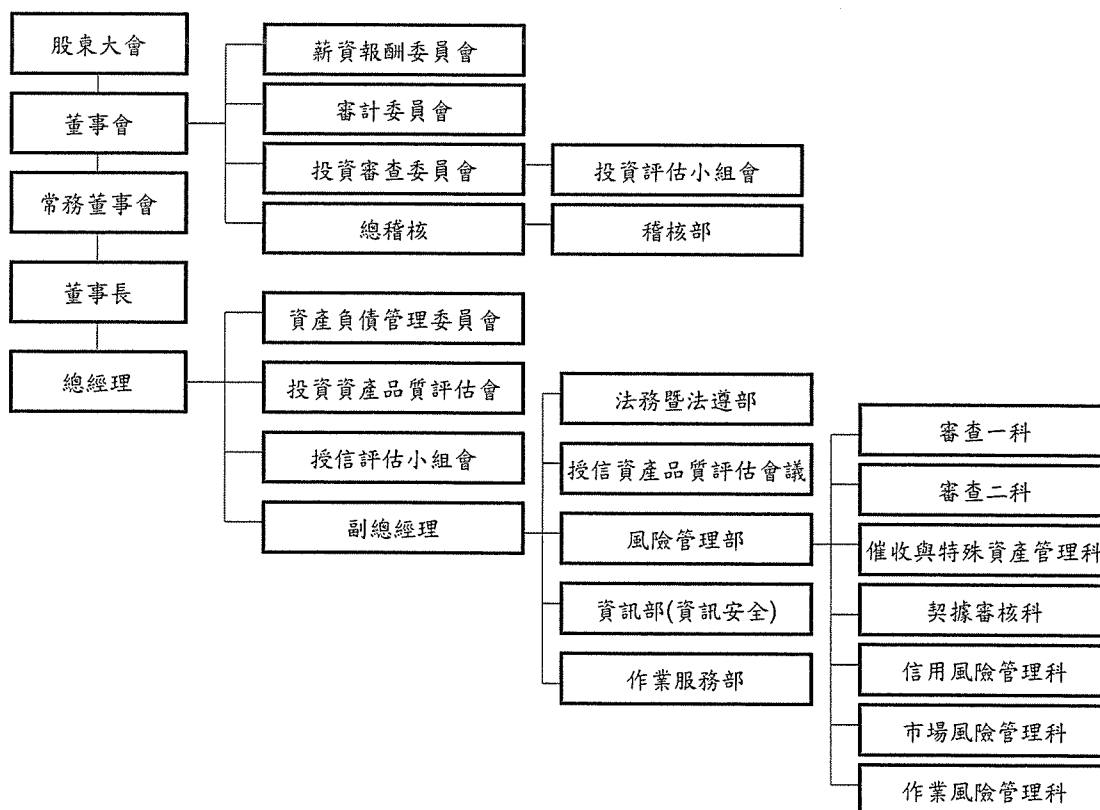 股東大會
董事會
常務董事會
董事長
總經理
薪資報酬委員會
審計委員會
投資審查委員會
總稽核
投資評估小組會
稽核部
資產負債管理委員會
投資資產品質評估會
授信評估小組會
副總經理
法務暨法遵部
授信資產品質評估會議
風險管理部
資訊部(資訊安全)
作業服務部
審查一科
審查二科
催收與特殊資產管理科
契據審核科
信用風險管理科
市場風險管理科
作業風險管理科